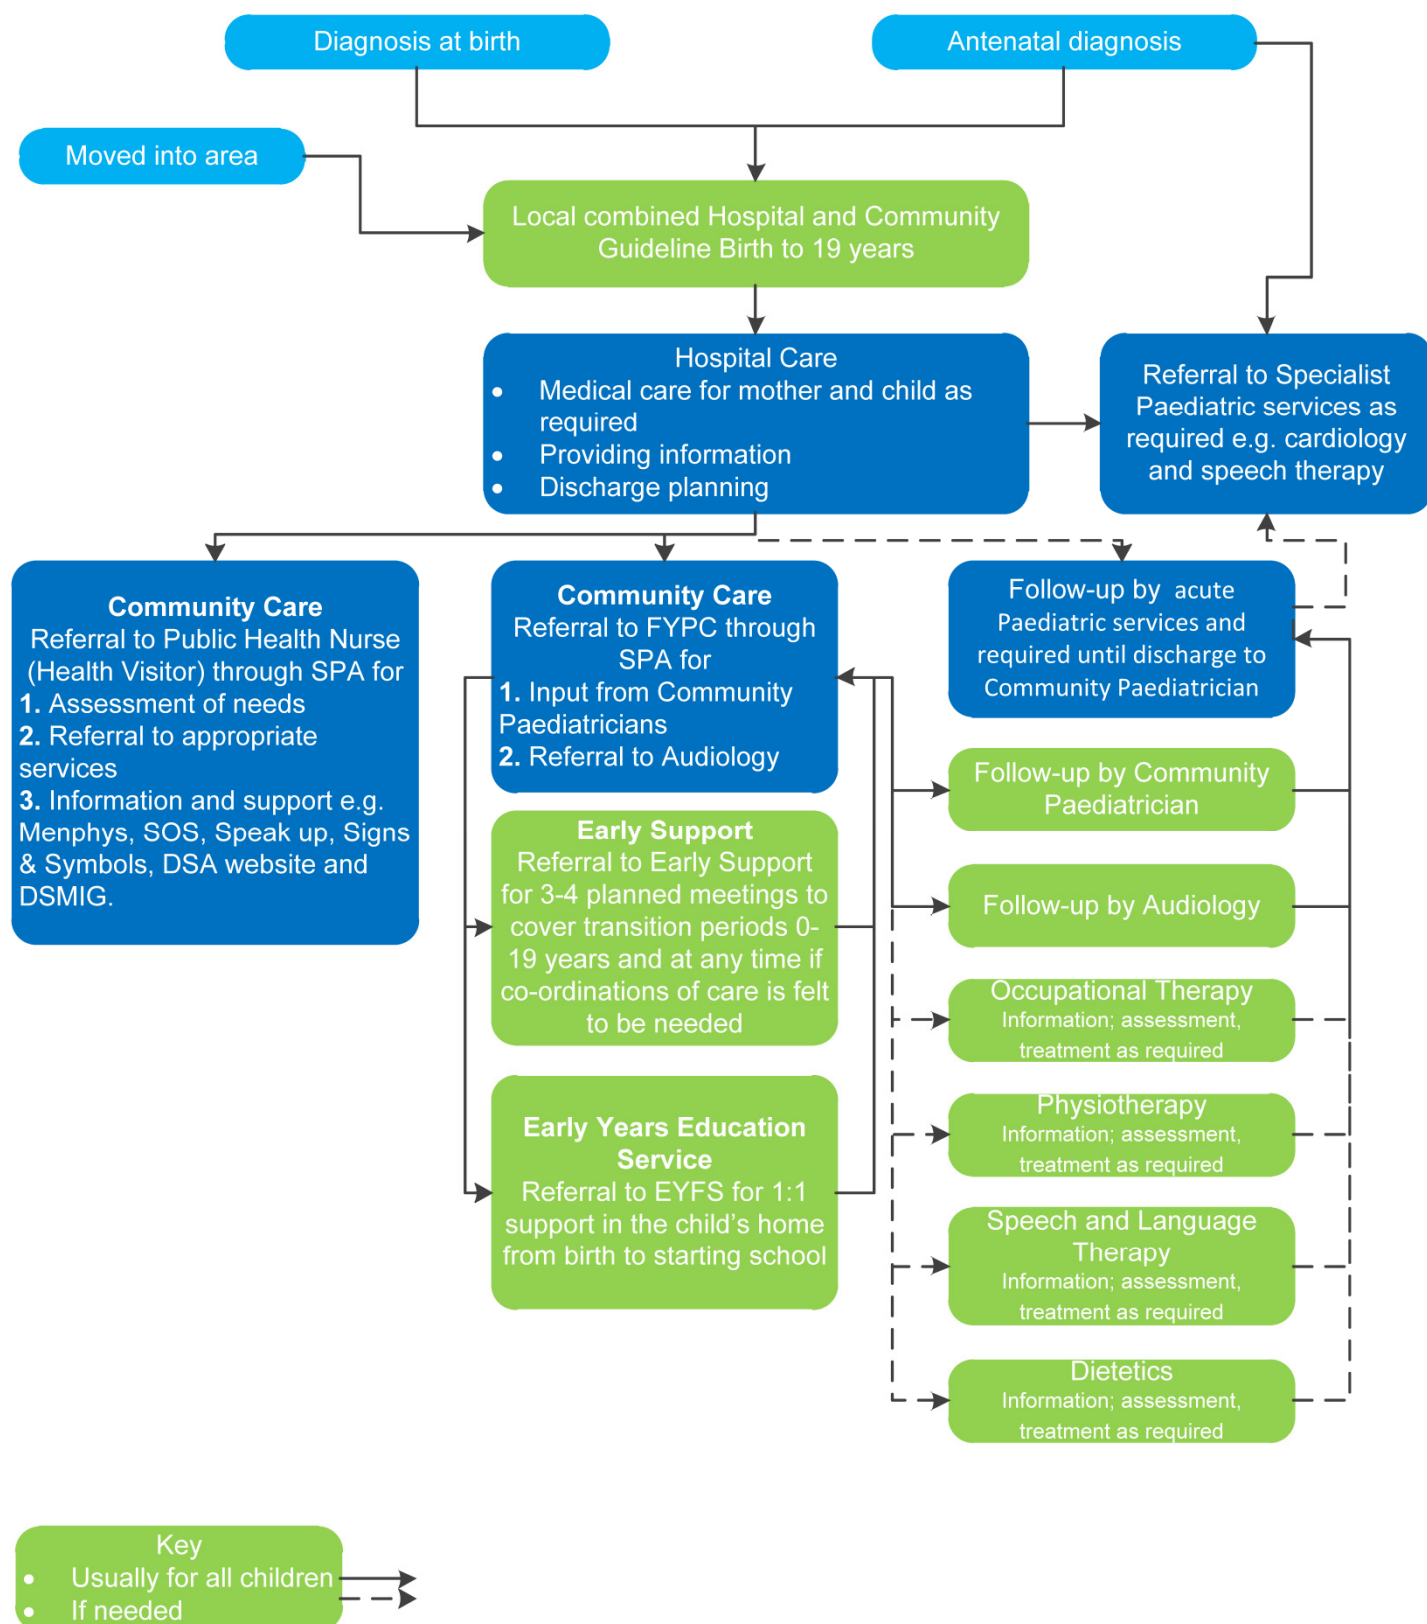 Diagnosis at birth
Antenatal diagnosis
Moved into area
Local combined Hospital and Community
Guideline Birth to 19 years
Hospital Care
• Medical care for mother and child as
required
• Providing information
• Discharge planning
Referral to Specialist
Paediatric services as
required e.g. cardiology
and speech therapy
Community Care
Referral to Public Health Nurse
(Health Visitor) through SPA for
1. Assessment of needs
2. Referral to appropriate
services
3. Information and support e.g.
Menphys, SOS, Speak up, Signs
& Symbols, DSA website and
DSMIG.
Community Care
Referral to FYPC through
SPA for
1. Input from Community
Paediatricians
2. Referral to Audiology
Follow-up by acute
Paediatric services and
required until discharge to
Community Paediatrician
Early Support
Referral to Early Support
for 3-4 planned meetings to
cover transition periods 0-
19 years and at any time if
co-ordinations of care is felt
to be needed
Early Years Education
Service
Referral to EYFS for 1:1
support in the child’s home
from birth to starting school
Follow-up by Community
Paediatrician
Follow-up by Audiology
Occupational Therapy
Information; assessment,
treatment as required
Physiotherapy
Information; assessment,
treatment as required
Speech and Language
Therapy
Information; assessment,
treatment as required
Dietetics
Information; assessment,
treatment as required
Key
• Usually for all children
• If needed